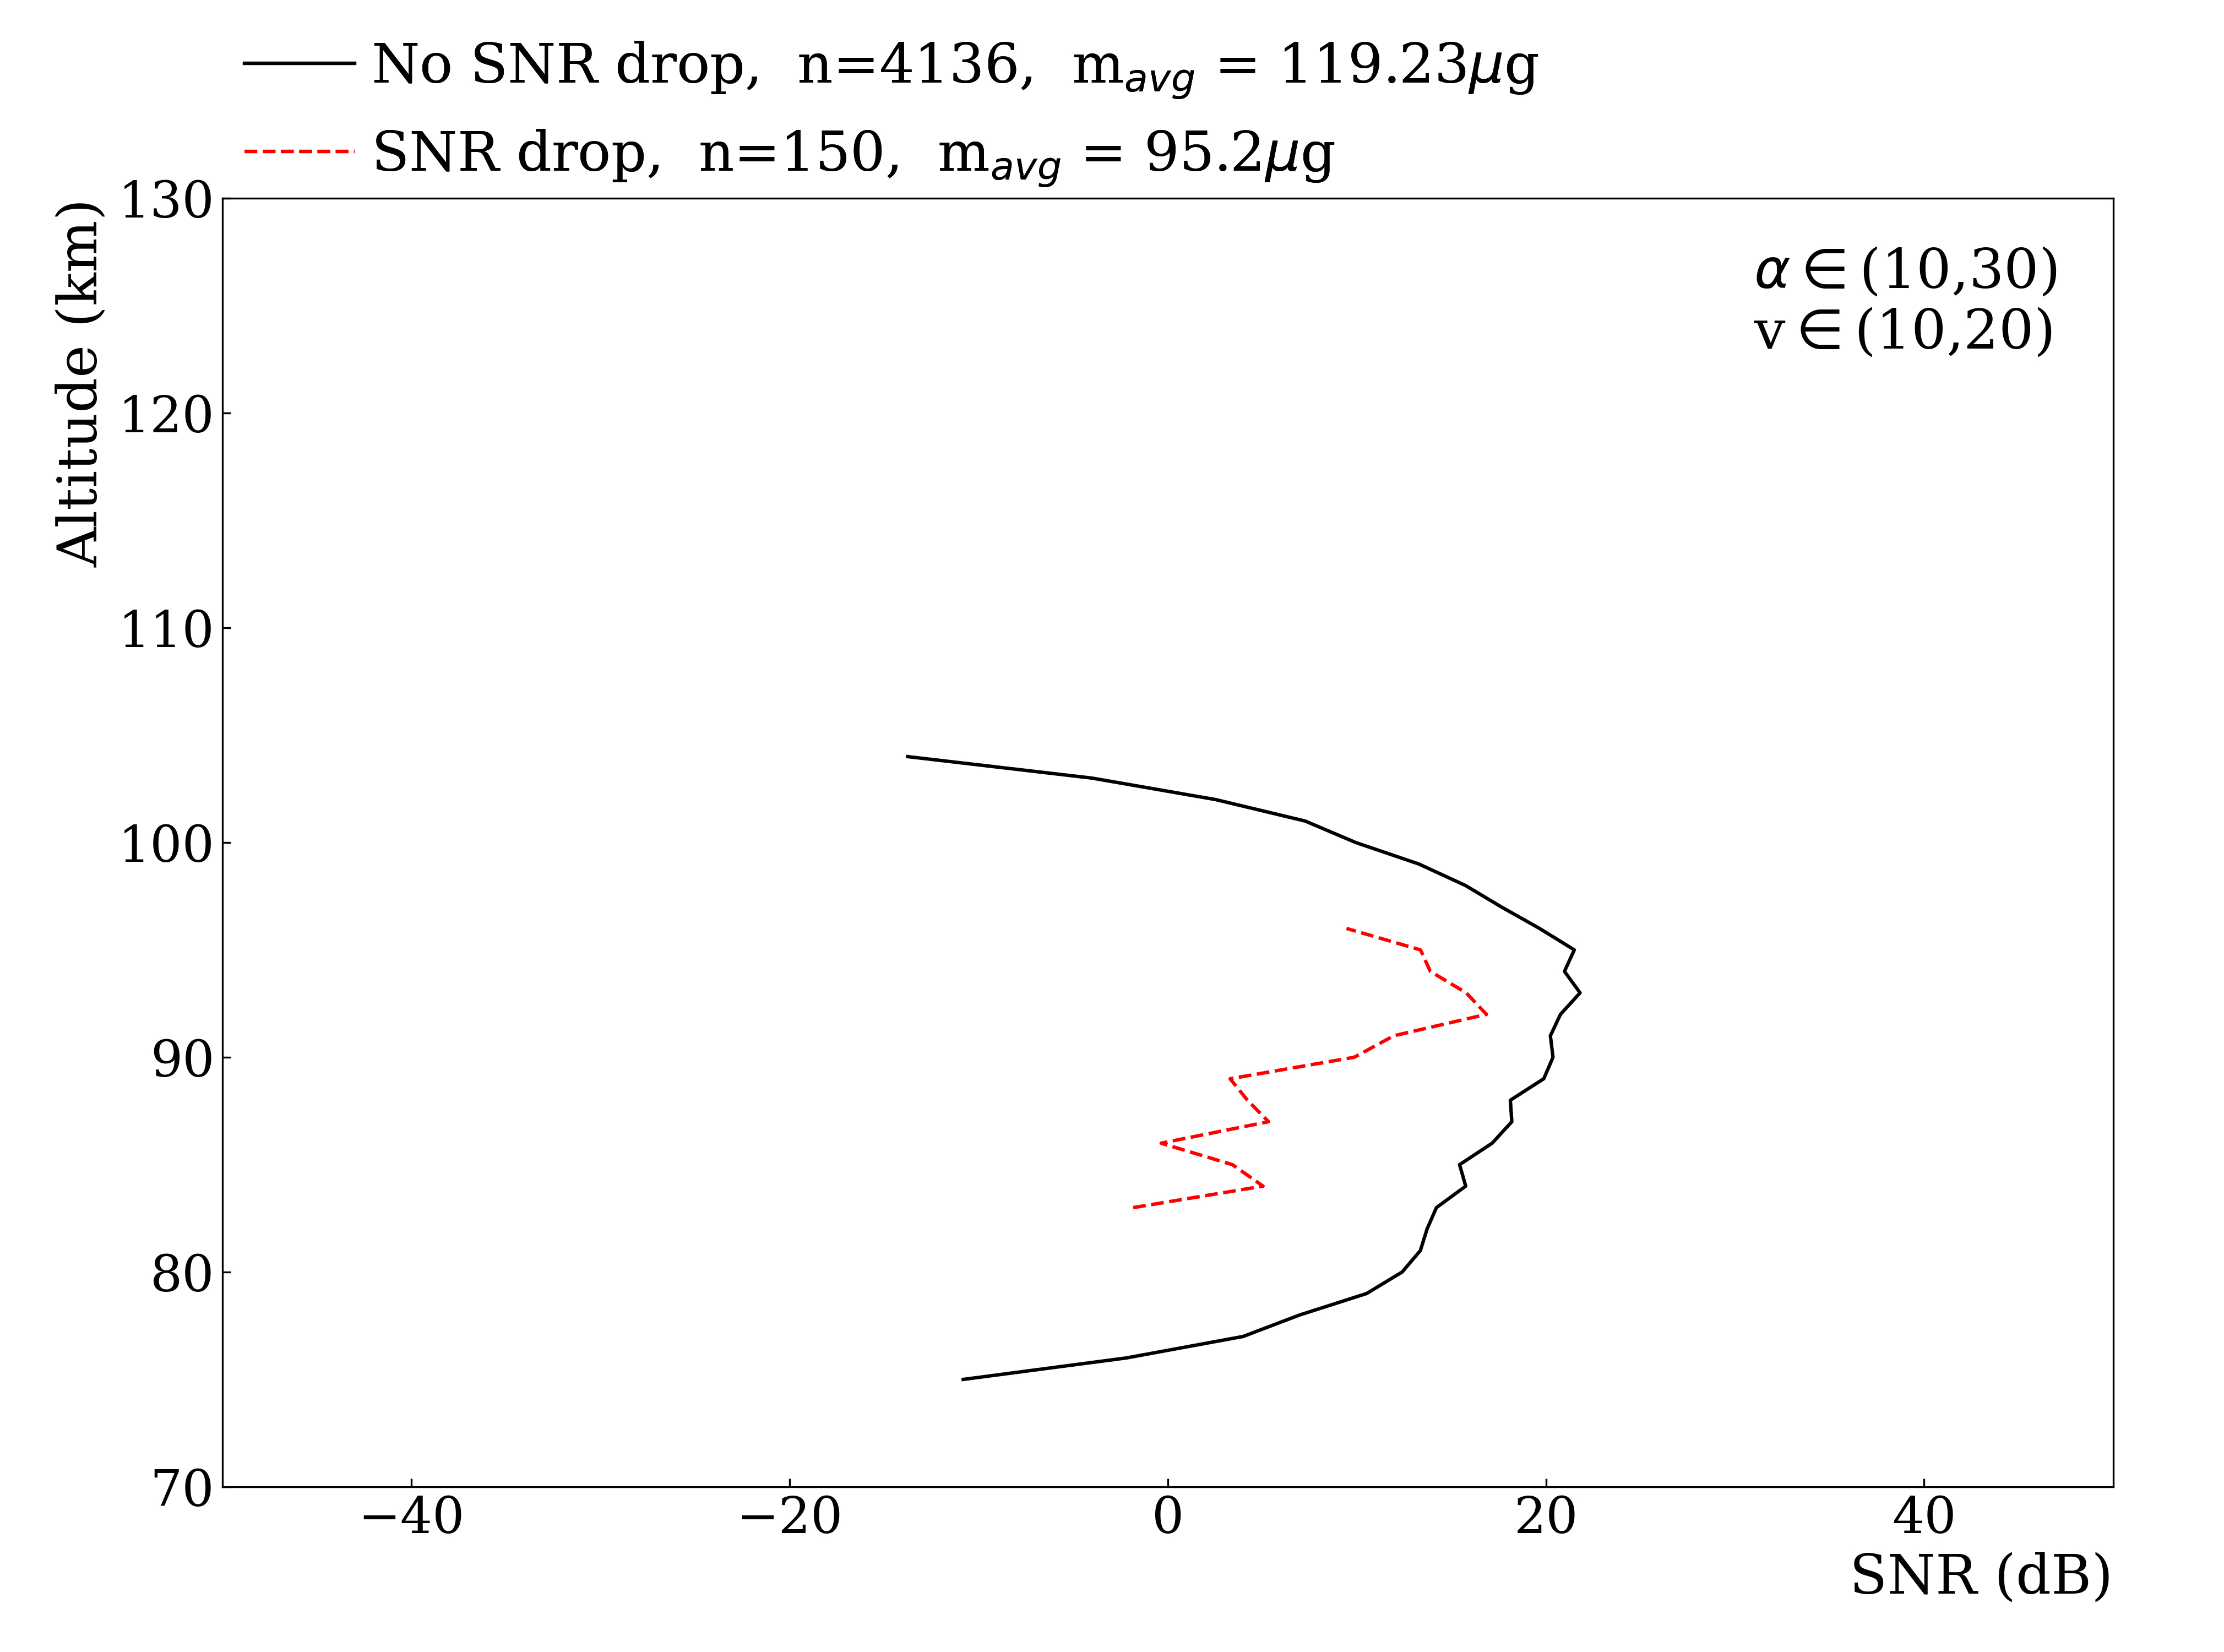 No SNR drop, n=4136, m_avg = 119.23μg
SNR drop, n=150, m_avg = 95.2μg
Altitude (km)
130
120
110
100
90
80
70
α ∈ (10,30)
v ∈ (10,20)
−40
−20
0
20
40
SNR (dB)